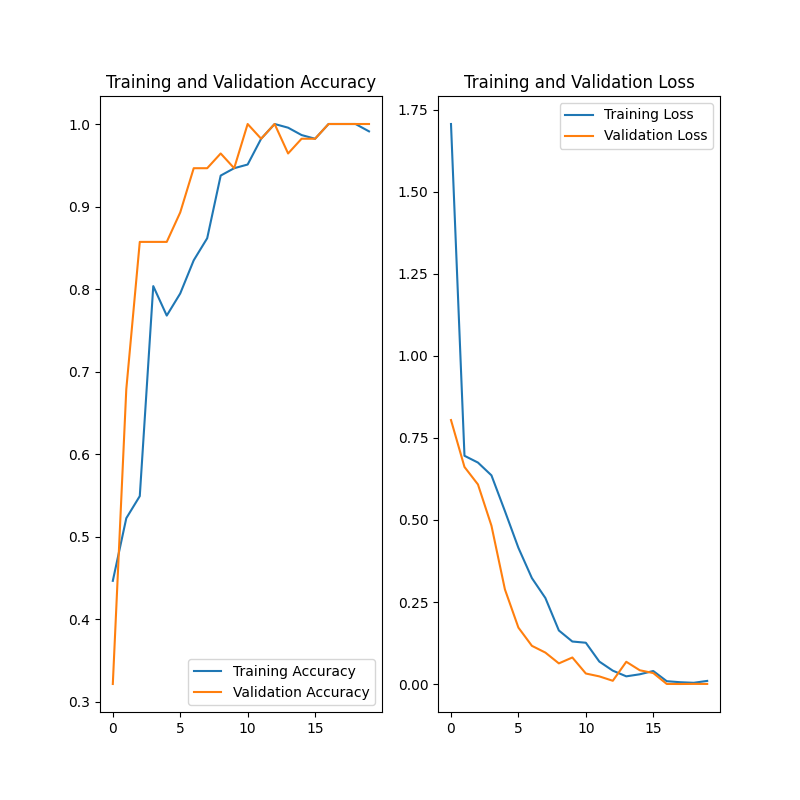 Training and Validation Accuracy
1.0
0.9
0.8
0.7
0.6
0.5
0.4
0.3
0 5 10 15
Training Accuracy
Validation Accuracy
Training and Validation Loss
1.75
1.50
1.25
1.00
0.75
0.50
0.25
0.00
0 5 10 15
Training Loss
Validation Loss